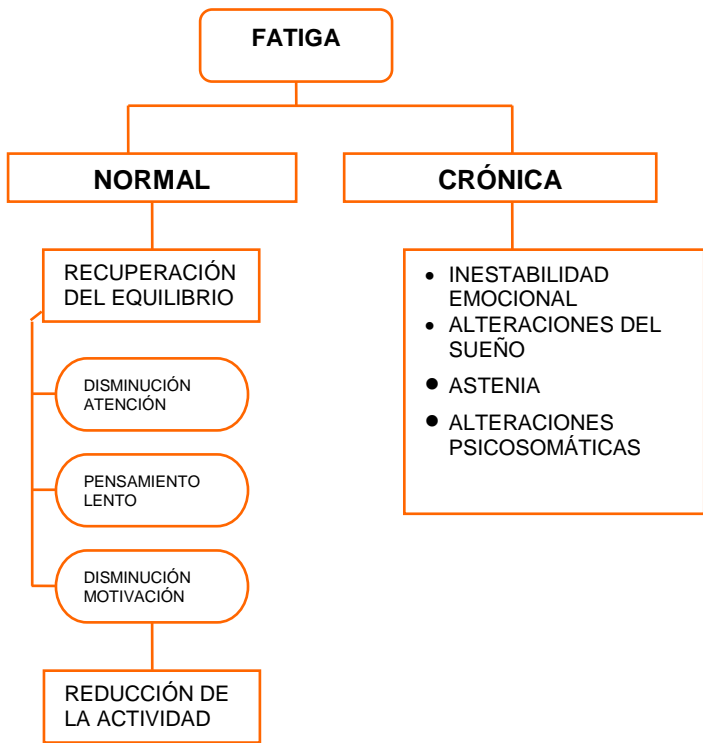 FATIGA
NORMAL
CRÓNICA
RECUPERACIÓN
DEL EQUILIBRIO
DISMINUCIÓN
ATENCIÓN
PENSAMIENTO
LENTO
DISMINUCIÓN
MOTIVACIÓN
REDUCCIÓN DE
LA ACTIVIDAD
• INESTABILIDAD
EMOCIONAL
• ALTERACIONES DEL
SUEÑO
• ASTENIA
• ALTERACIONES
PSICOSOMÁTICAS